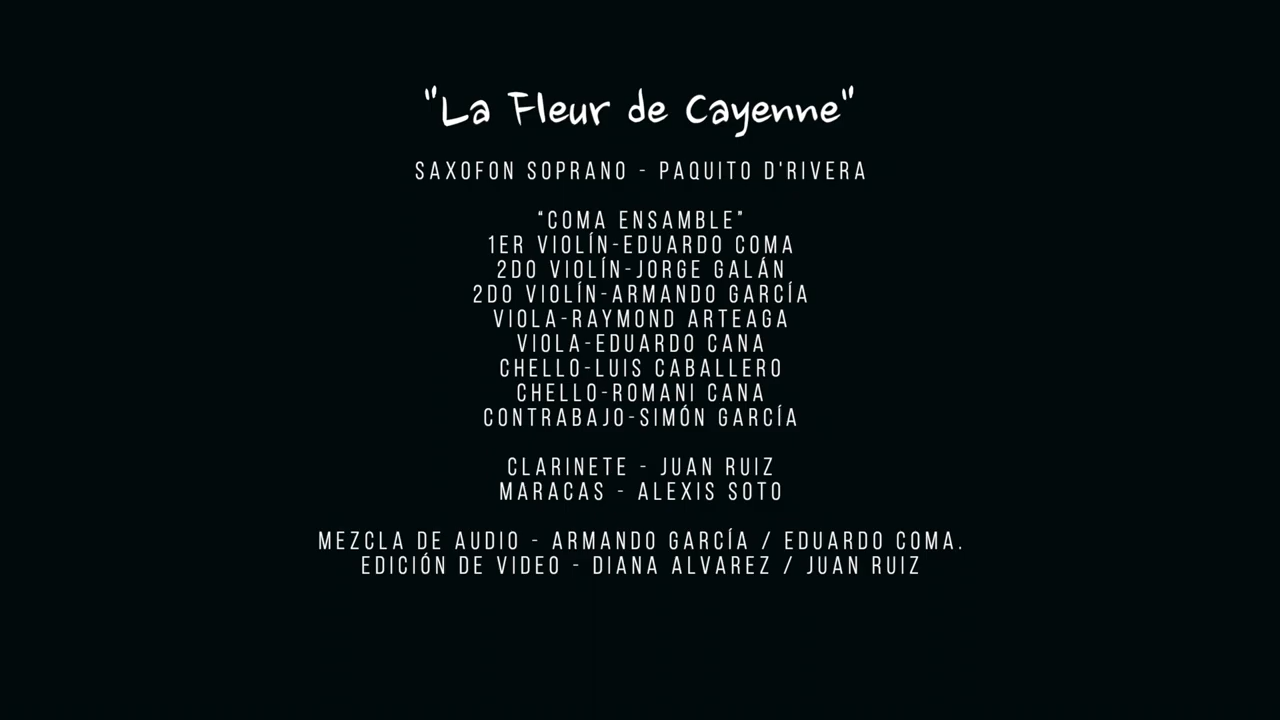 "La Fleur de Cayenne"
SAXOFON SOPRANO - PAQUITO D'RIVERA
“COMA ENSAMBLE”
1ER VIOLÍN-EDUARDO COMA
2DO VIOLÍN-JORGE GALÁN
2DO VIOLÍN-ARMANDO GARCÍA
VIOLA-RAYMOND ARTEAGA
VIOLA-EDUARDO CANA
CHELLO-LUIS CABALLERO
CHELLO-ROMANI CANA
CONTRABAJO-SIMÓN GARCÍA
CLARINETE - JUAN RUIZ
MARACAS - ALEXIS SOTO
MEZCLA DE AUDIO - ARMANDO GARCÍA / EDUARDO COMA.
EDICIÓN DE VIDEO - DIANA ALVAREZ / JUAN RUIZ